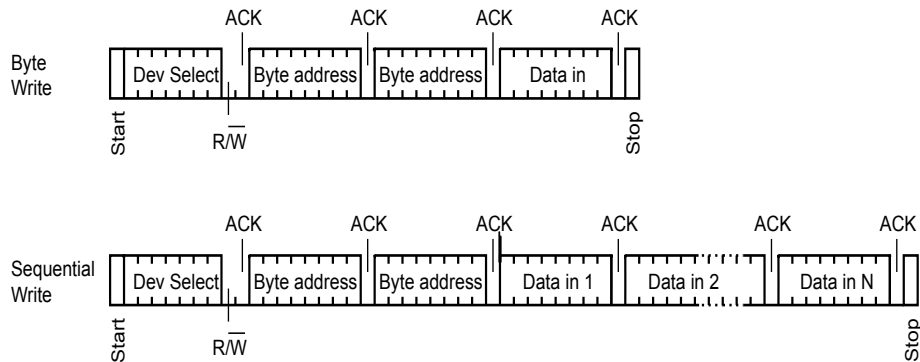 ACK ACK ACK ACK
Byte
Write
Dev Select Byte address Byte address Data in
Start
R/W̅
Stop
ACK ACK ACK ACK ACK ACK
Sequential
Write
Dev Select Byte address Byte address Data in 1 Data in 2 Data in N
Start
R/W̅
Stop